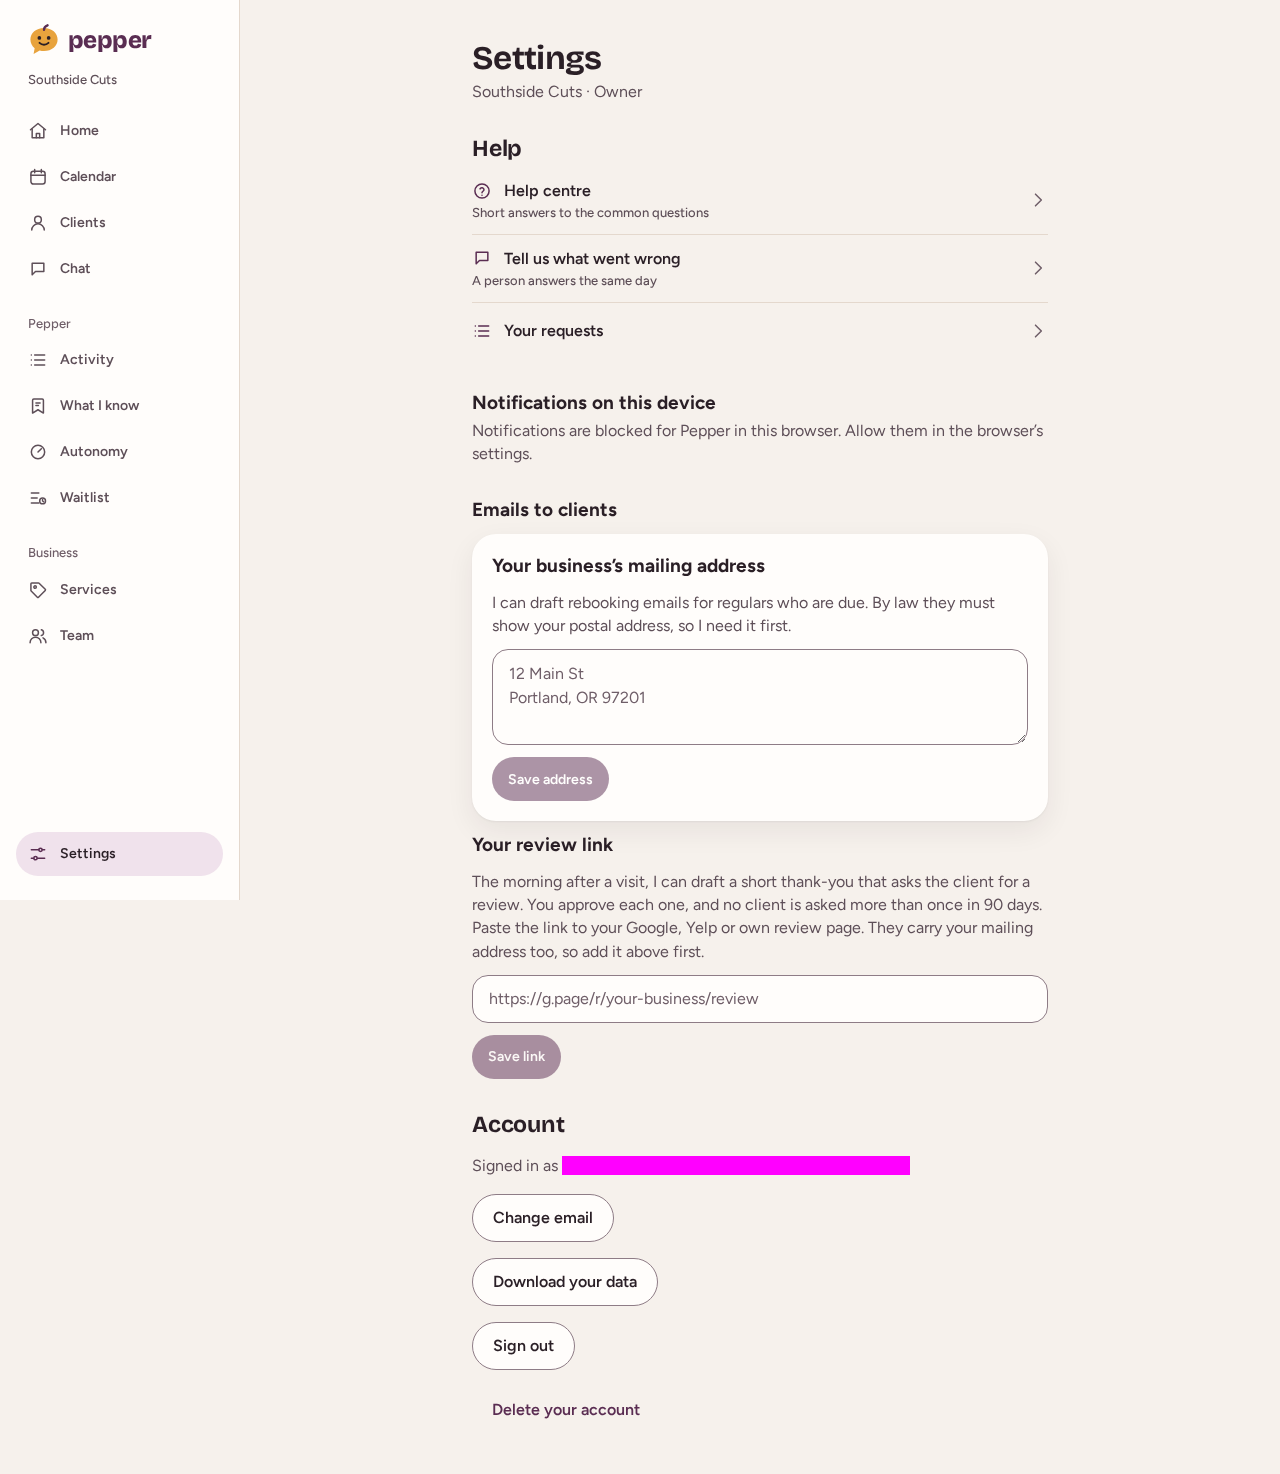 pepper
Southside Cuts
Home
Calendar
Clients
Chat
Pepper
Activity
What I know
Autonomy
Waitlist
Business
Services
Team
Settings
Settings
Southside Cuts · Owner
Help
Help centre
Short answers to the common questions
Tell us what went wrong
A person answers the same day
Your requests
Notifications on this device
Notifications are blocked for Pepper in this browser. Allow them in the browser’s
settings.
Emails to clients
Your business’s mailing address
I can draft rebooking emails for regulars who are due. By law they must
show your postal address, so I need it first.
12 Main St
Portland, OR 97201
Save address
Your review link
The morning after a visit, I can draft a short thank-you that asks the client for a
review. You approve each one, and no client is asked more than once in 90 days.
Paste the link to your Google, Yelp or own review page. They carry your mailing
address too, so add it above first.
https://g.page/r/your-business/review
Save link
Account
Signed in as
Change email
Download your data
Sign out
Delete your account